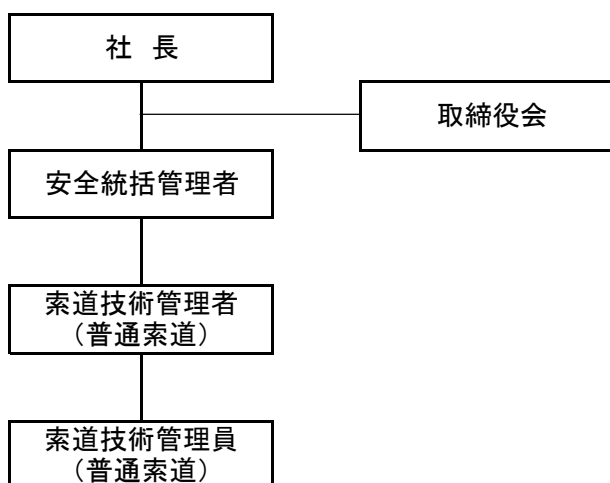 社 長
取締役会
安全統括管理者
索道技術管理者
（普通索道）
索道技術管理員
（普通索道）